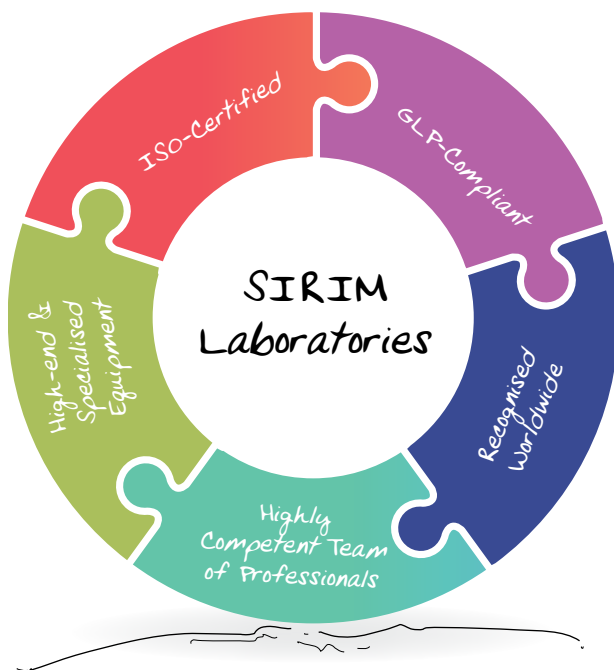 ISO-Certified
GLP-Compliant
SIRIM
Laboratories
High-end &
Specialised
Equipment
Recognised
Worldwide
Highly
Competent Team
of Professionals